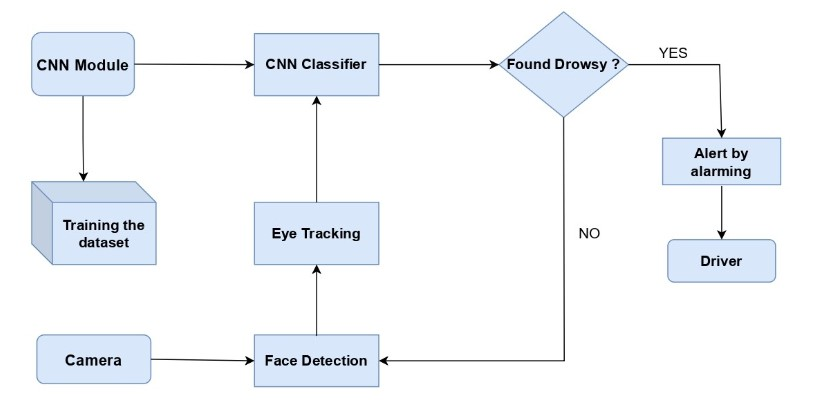 CNN Module
CNN Classifier
Found Drowsy ?
YES
Alert by
alarming
Training the
dataset
Eye Tracking
NO
Driver
Camera
Face Detection